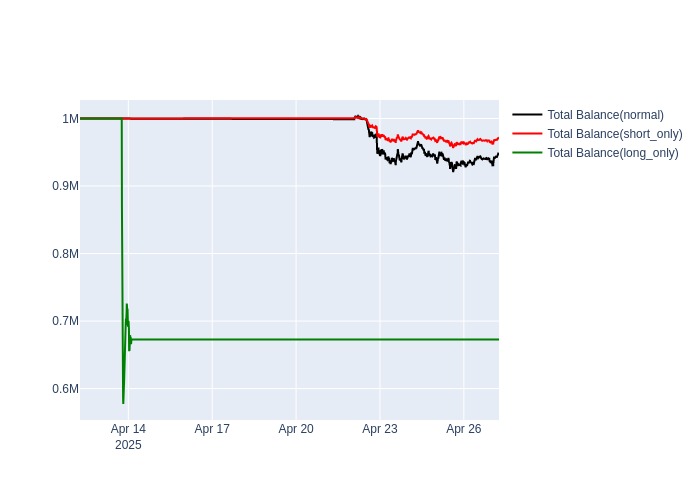 1M
0.9M
0.8M
0.7M
0.6M
Apr 14
2025
Apr 17
Apr 20
Apr 23
Apr 26
Total Balance(normal)
Total Balance(short_only)
Total Balance(long_only)